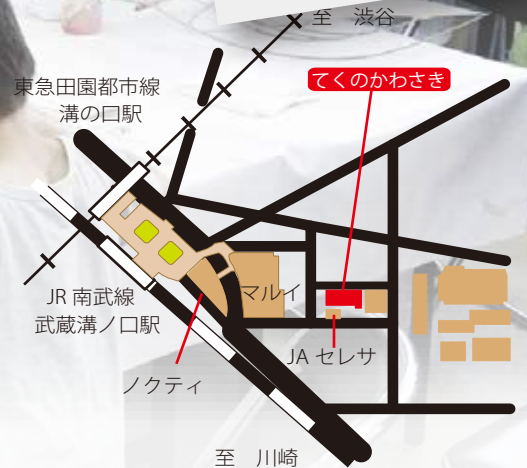 至　渋谷
東急田園都市線
溝の口駅
てくのかわさき
マルイ
JR 南武線
武蔵溝ノ口駅
JA セレサ
ノクティ
至　川崎